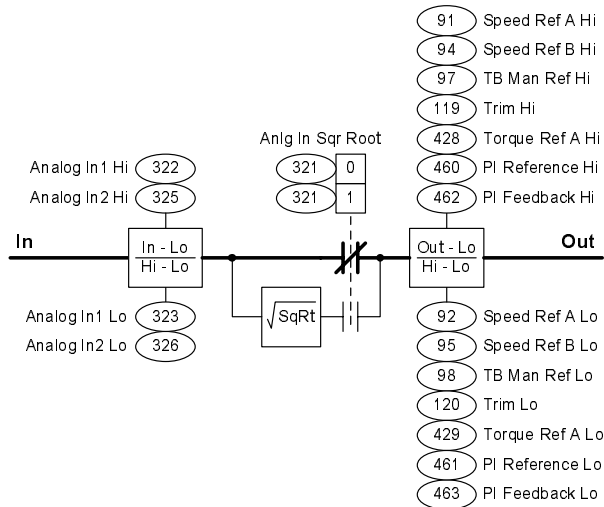 91 Speed Ref A Hi
94 Speed Ref B Hi
97 TB Man Ref Hi
119 Trim Hi
Anlg In Sqr Root
428 Torque Ref A Hi
Analog In1 Hi 322
321 0
460 PI Reference Hi
Analog In2 Hi 325
321 1
462 PI Feedback Hi
In
In - Lo
Hi - Lo
Out - Lo
Hi - Lo
Out
Analog In1 Lo 323
√SqRt
92 Speed Ref A Lo
Analog In2 Lo 326
95 Speed Ref B Lo
98 TB Man Ref Lo
120 Trim Lo
429 Torque Ref A Lo
461 PI Reference Lo
463 PI Feedback Lo